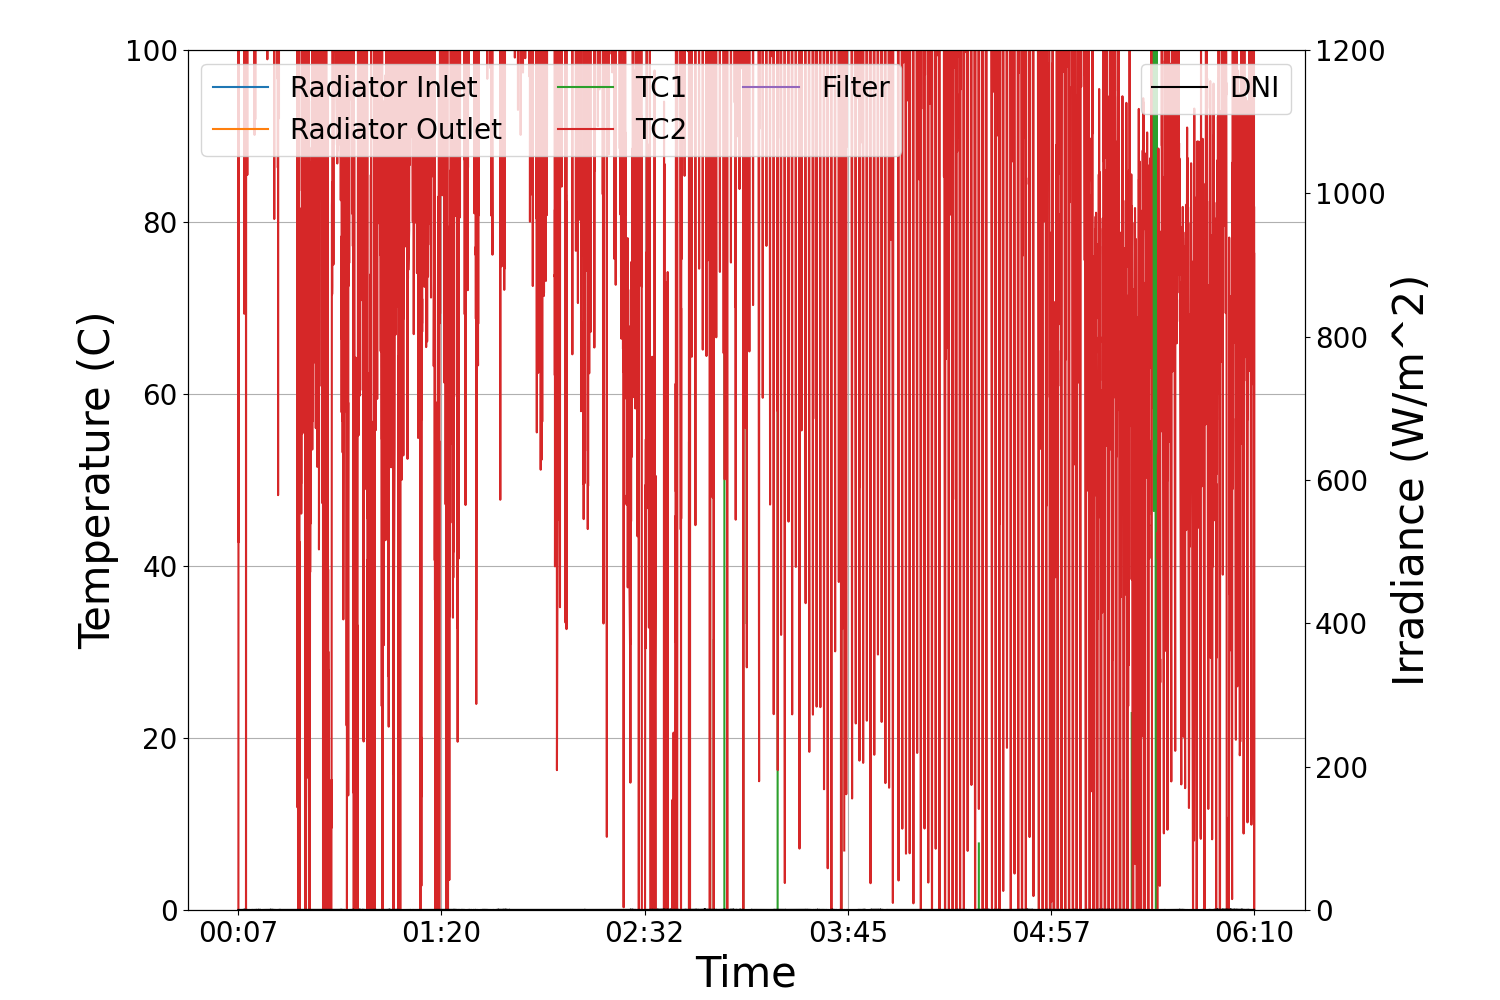 100
80
60
40
20
0
Temperature (C)
Radiator Inlet
Radiator Outlet
TC1
TC2
Filter
DNI
1200
1000
800
600
400
200
0
Irradiance (W/m^2)
00:07 01:20 02:32 03:45 04:57 06:10
Time